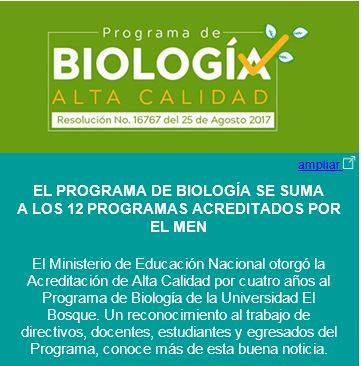 Programa de
BIOLOGÍA
ALTA CALIDAD
Resolución No. 16767 del 25 de Agosto 2017
ampliar
EL PROGRAMA DE BIOLOGÍA SE SUMA
A LOS 12 PROGRAMAS ACREDITADOS POR
EL MEN
El Ministerio de Educación Nacional otorgó la
Acreditación de Alta Calidad por cuatro años al
Programa de Biología de la Universidad El
Bosque. Un reconocimiento al trabajo de
directivos, docentes, estudiantes y egresados del
Programa, conoce más de esta buena noticia.